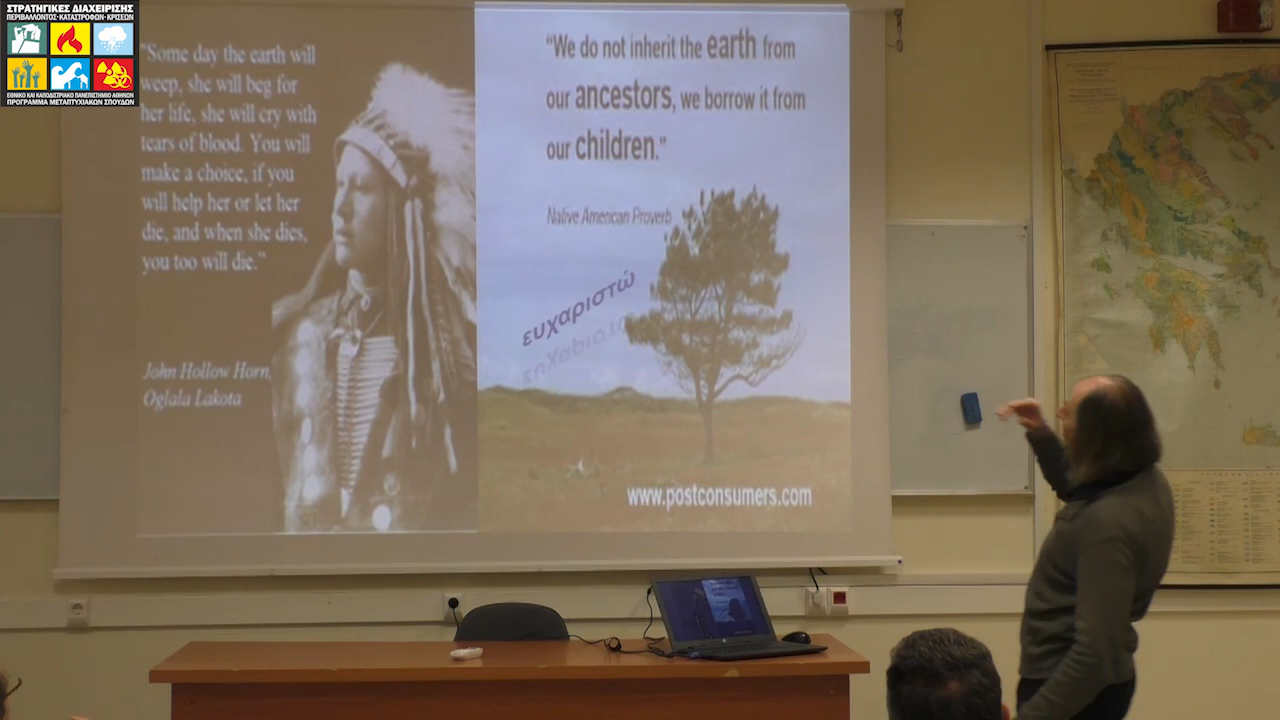 ΣΤΡΑΤΗΓΙΚΕΣ ΔΙΑΧΕΙΡΙΣΗΣ
ΠΕΡΙΒΑΛΛΟΝΤΟΣ-ΚΑΤΑΣΤΡΟΦΩΝ-ΚΡΙΣΕΩΝ
ΕΘΝΙΚΟ ΚΑΙ ΚΑΠΟΔΙΣΤΡΙΑΚΟ ΠΑΝΕΠΙΣΤΗΜΙΟ ΑΘΗΝΩΝ
ΠΡΟΓΡΑΜΜΑ ΜΕΤΑΠΤΥΧΙΑΚΩΝ ΣΠΟΥΔΩΝ
"Some day the earth will
weep, she will beg for
her life, she will cry with
tears of blood. You will
make a choice, if you
will help her or let her
die, and when she dies,
you too will die."
John Hollow Horn,
Oglala Lakota
"We do not inherit the earth from
our ancestors, we borrow it from
our children."
Native American Proverb
ευχαριστώ
www.postconsumers.com